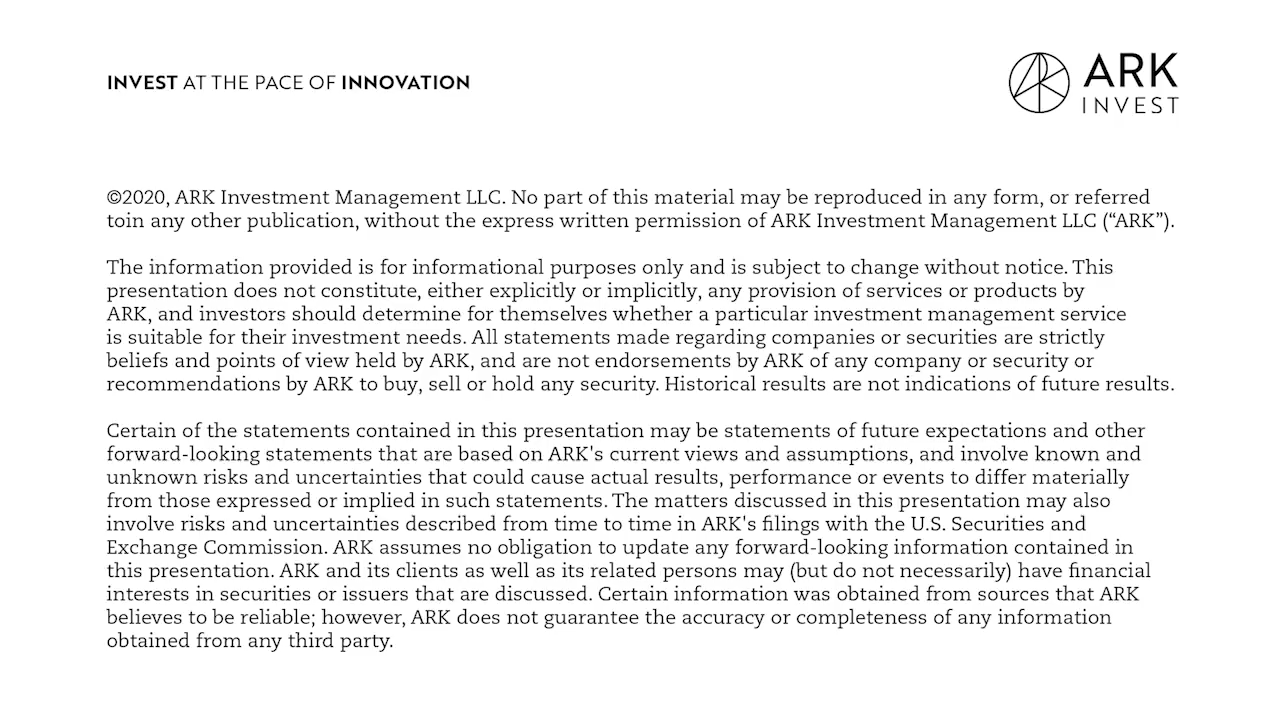 INVEST AT THE PACE OF INNOVATION
ARK
INVEST
©2020, ARK Investment Management LLC. No part of this material may be reproduced in any form, or referred
toin any other publication, without the express written permission of ARK Investment Management LLC (“ARK”).
The information provided is for informational purposes only and is subject to change without notice. This
presentation does not constitute, either explicitly or implicitly, any provision of services or products by
ARK, and investors should determine for themselves whether a particular investment management service
is suitable for their investment needs. All statements made regarding companies or securities are strictly
beliefs and points of view held by ARK, and are not endorsements by ARK of any company or security or
recommendations by ARK to buy, sell or hold any security. Historical results are not indications of future results.
Certain of the statements contained in this presentation may be statements of future expectations and other
forward-looking statements that are based on ARK's current views and assumptions, and involve known and
unknown risks and uncertainties that could cause actual results, performance or events to differ materially
from those expressed or implied in such statements. The matters discussed in this presentation may also
involve risks and uncertainties described from time to time in ARK's filings with the U.S. Securities and
Exchange Commission. ARK assumes no obligation to update any forward-looking information contained in
this presentation. ARK and its clients as well as its related persons may (but do not necessarily) have financial
interests in securities or issuers that are discussed. Certain information was obtained from sources that ARK
believes to be reliable; however, ARK does not guarantee the accuracy or completeness of any information
obtained from any third party.